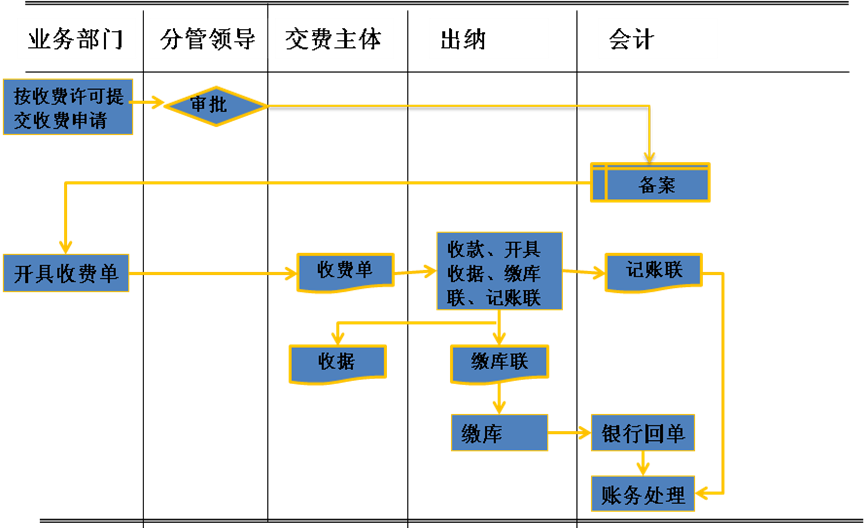 业务部门
分管领导
交费主体
出纳
会计
按收费许可提
交收费申请
审批
备案
开具收费单
收费单
收款、开具
收据、缴库
联、记账联
记账联
收据
缴库联
缴库
银行回单
账务处理